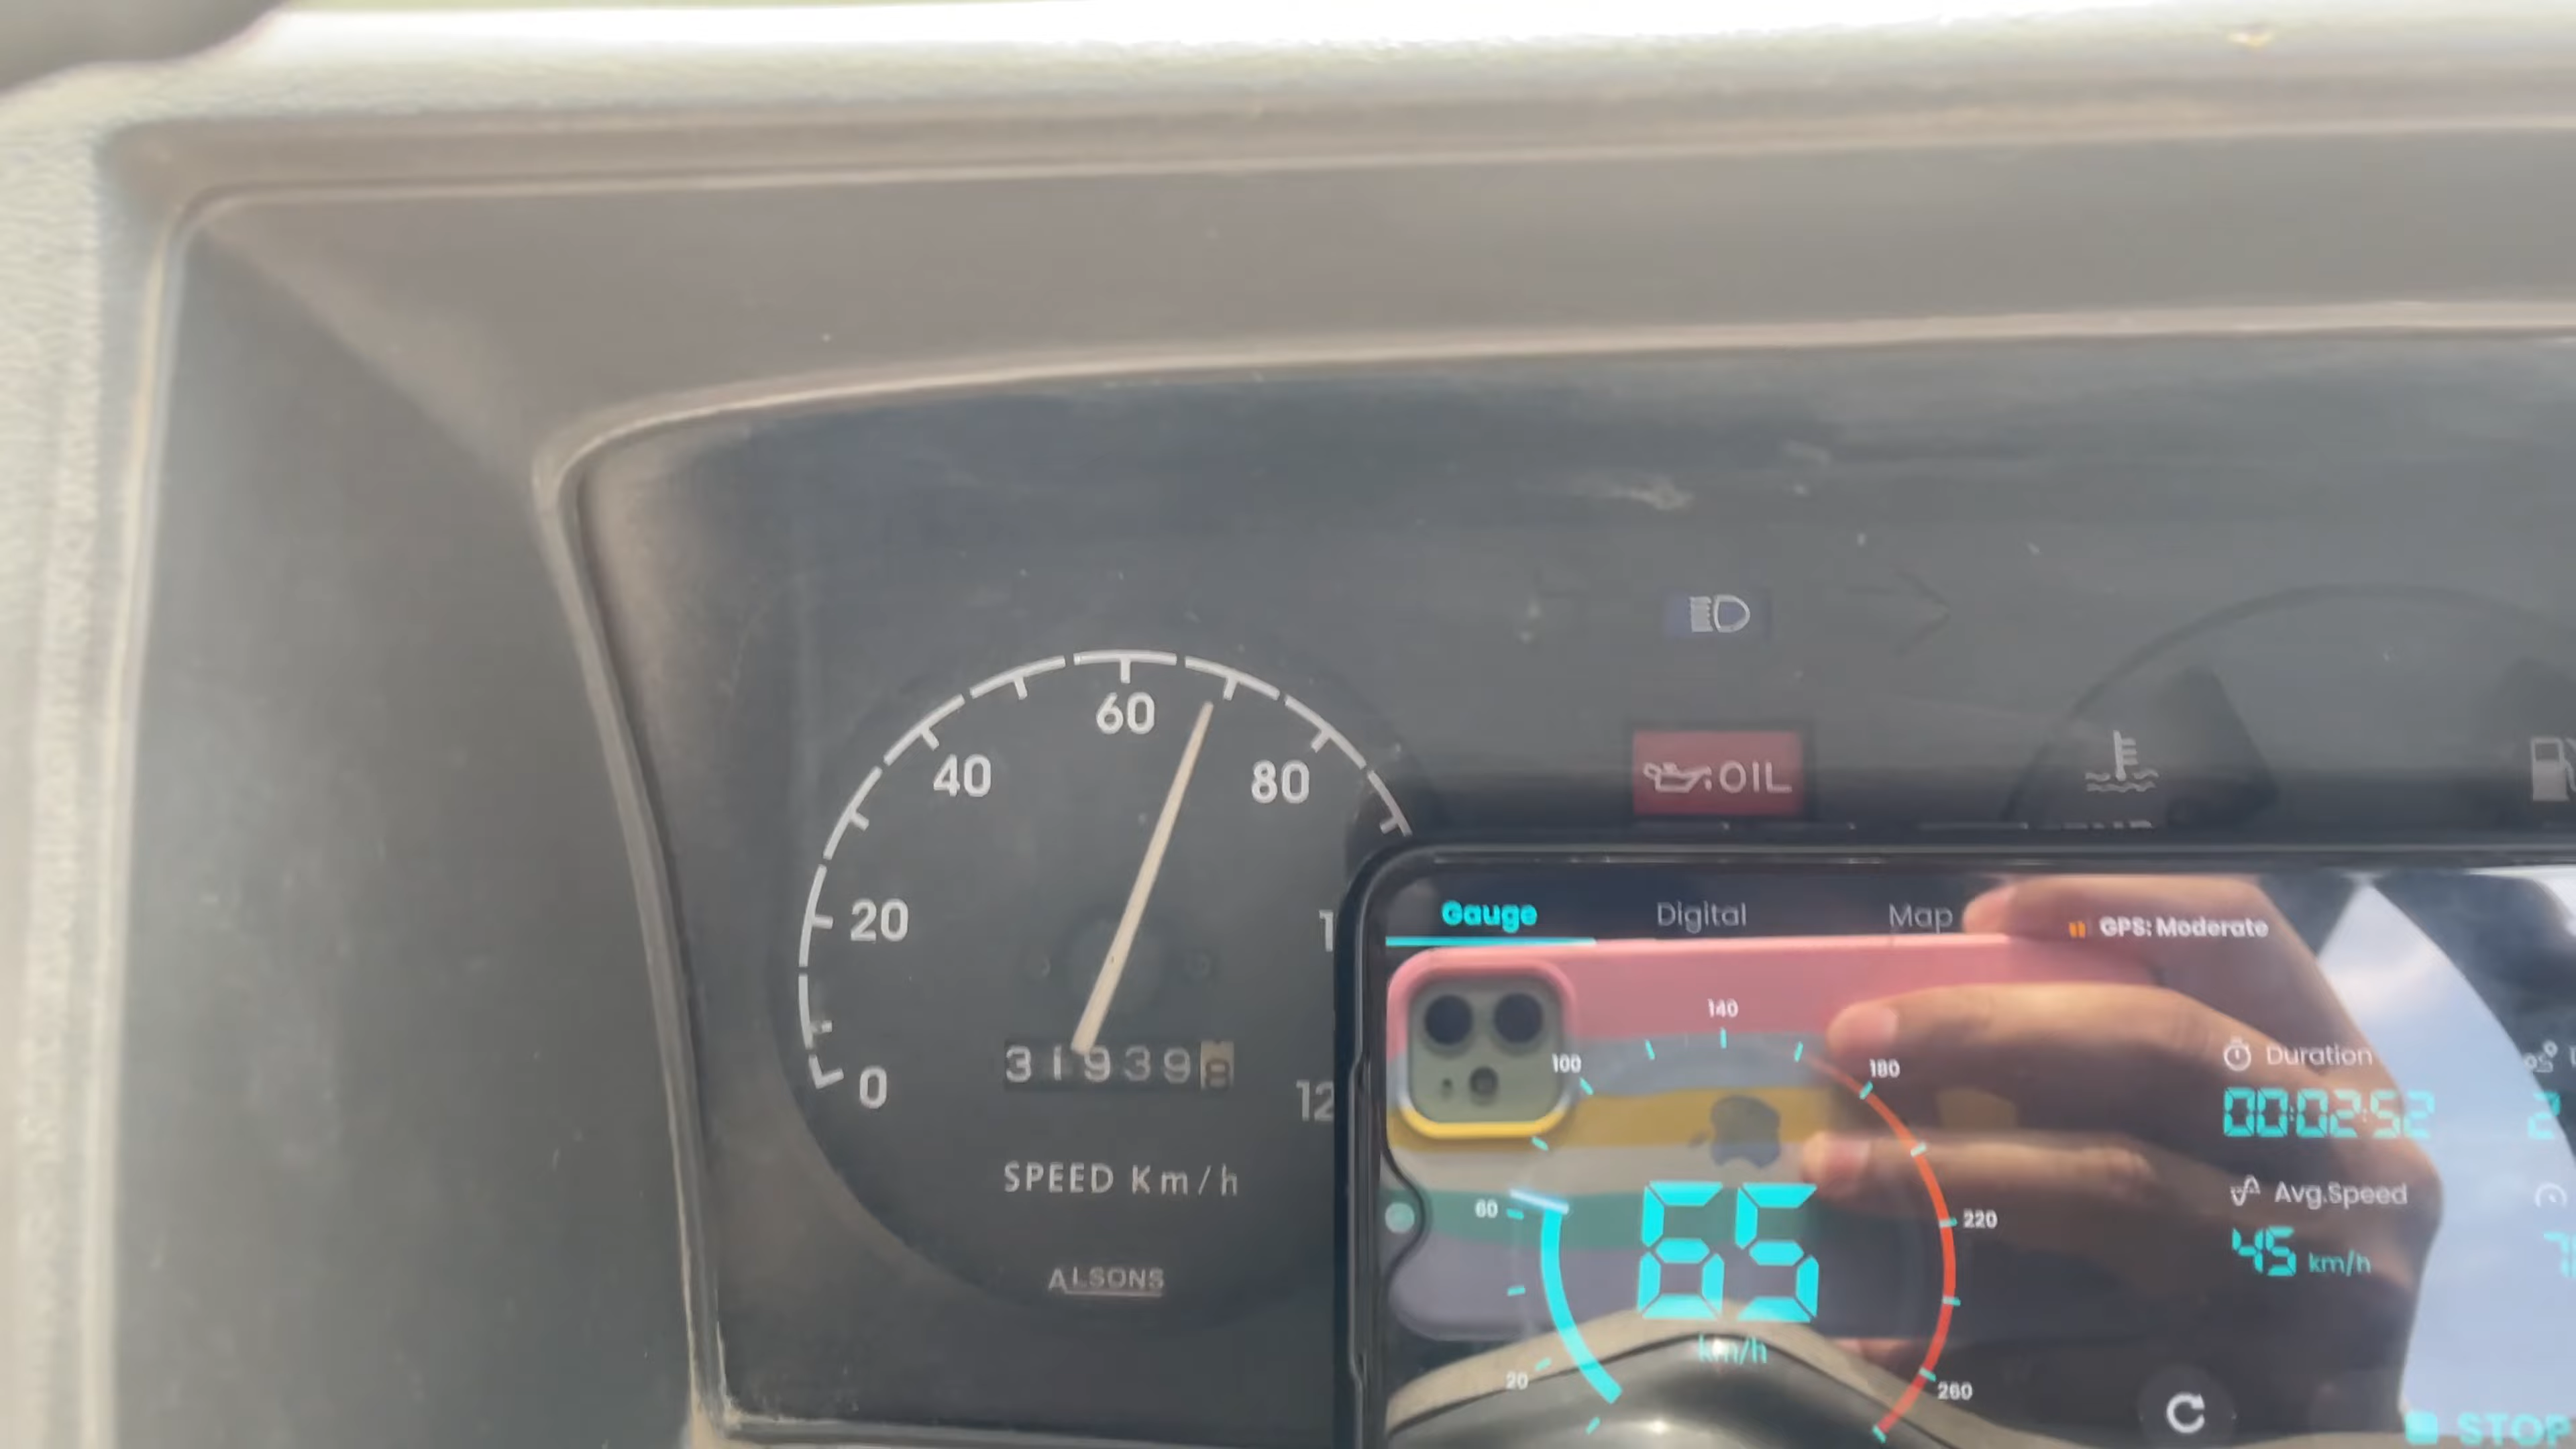 60
40
80
20
0
31939
SPEED Km/h
ALSONS
OIL
Gauge Digital Map
GPS: Moderate
140
100
180
60
220
20
260
65
km/h
Duration
00:02:52
Avg.Speed
45 km/h
STOP